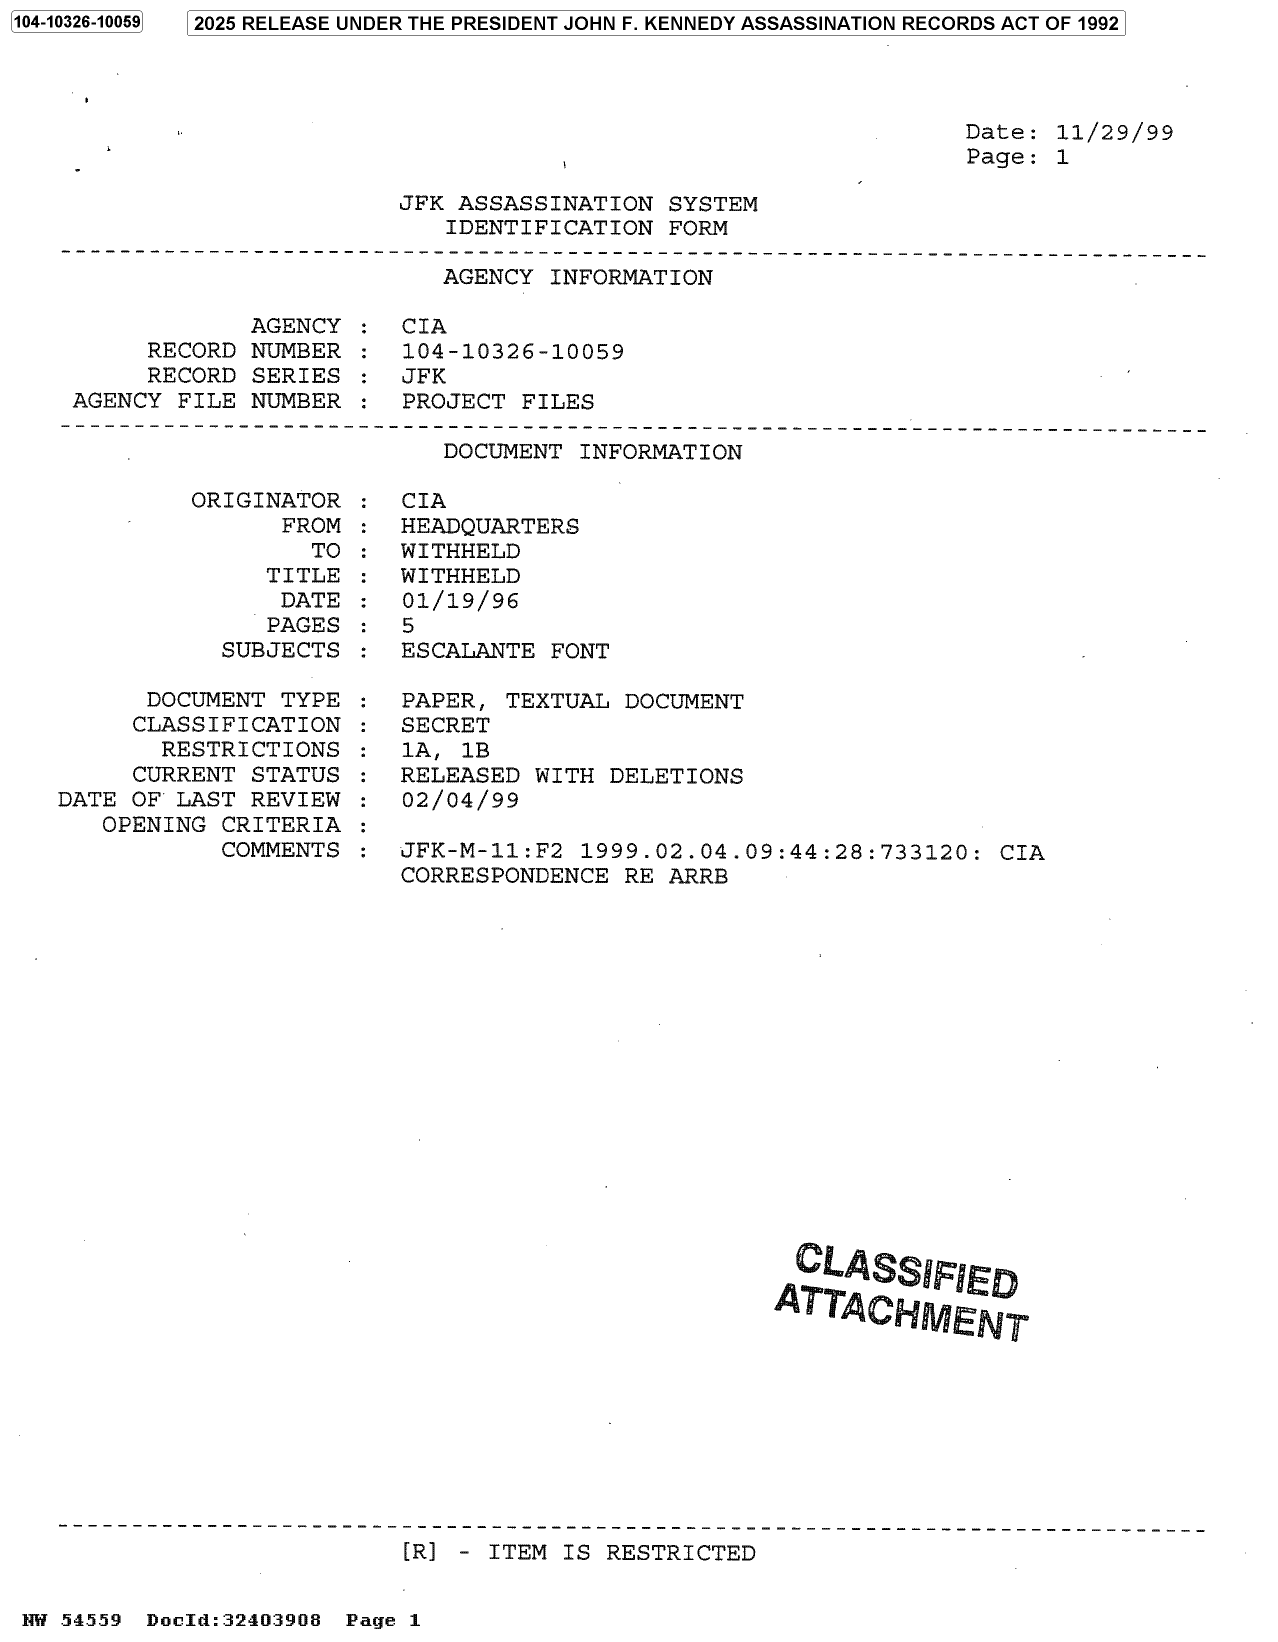 104-10326-10059
2025 RELEASE UNDER THE PRESIDENT JOHN F. KENNEDY ASSASSINATION RECORDS ACT OF 1992
Date: 11/29/99
Page: 1
JFK ASSASSINATION SYSTEM
IDENTIFICATION FORM
AGENCY INFORMATION
AGENCY : CIA
RECORD NUMBER : 104-10326-10059
RECORD SERIES : JFK
AGENCY FILE NUMBER : PROJECT FILES
DOCUMENT INFORMATION
ORIGINATOR : CIA
FROM : HEADQUARTERS
TO : WITHHELD
TITLE : WITHHELD
DATE : 01/19/96
PAGES : 5
SUBJECTS : ESCALANTE FONT
DOCUMENT TYPE : PAPER, TEXTUAL DOCUMENT
CLASSIFICATION : SECRET
RESTRICTIONS : 1A, 1B
CURRENT STATUS : RELEASED WITH DELETIONS
DATE OF LAST REVIEW : 02/04/99
OPENING CRITERIA :
COMMENTS : JFK-M-11:F2 1999.02.04.09:44:28:733120: CIA
CORRESPONDENCE RE ARRB
CLASSIFIED
ATTACHMENT
[R] - ITEM IS RESTRICTED
NW 54559 DocId:32403908 Page 1